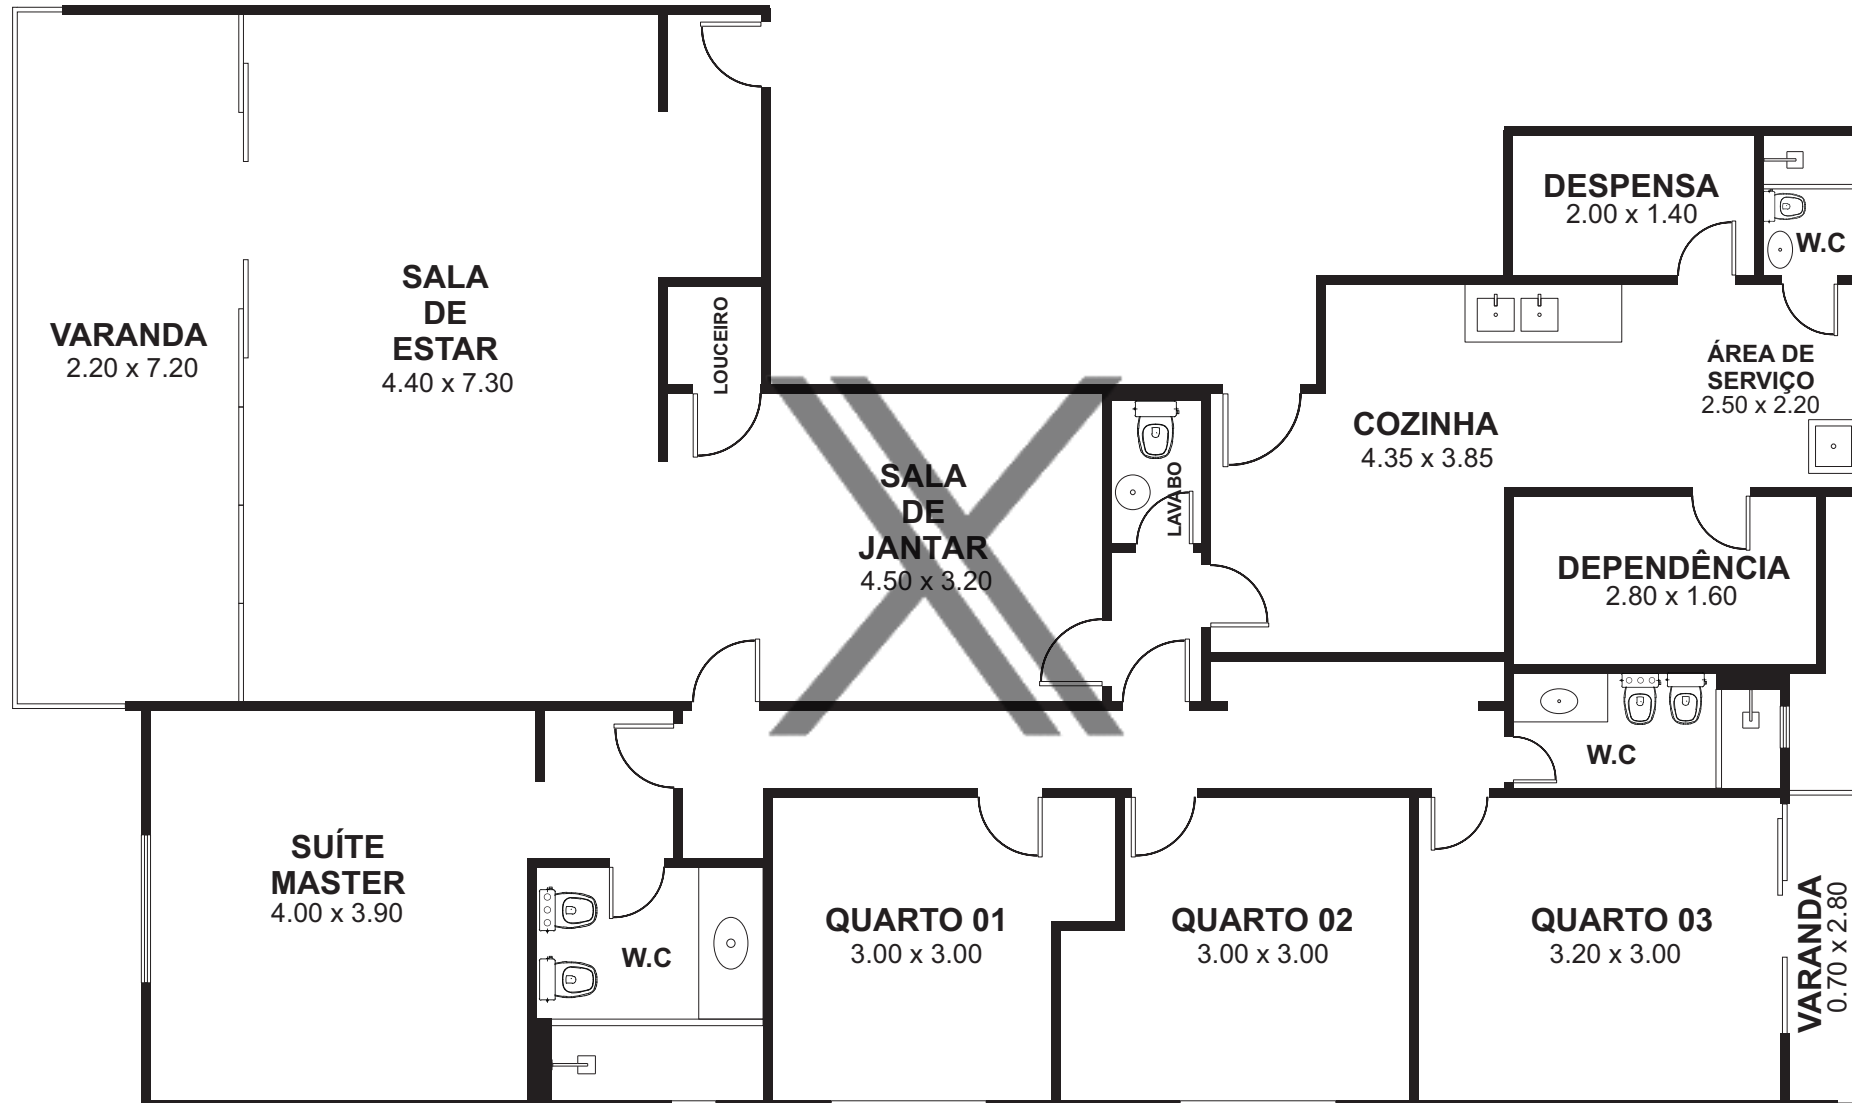 VARANDA
2.20 x 7.20
SALA
DE
ESTAR
4.40 x 7.30
LOUCEIRO
SALA
DE
JANTAR
4.50 x 3.20
LAVABO
COZINHA
4.35 x 3.85
DESPENSA
2.00 x 1.40
W.C
ÁREA DE
SERVIÇO
2.50 x 2.20
DEPENDÊNCIA
2.80 x 1.60
W.C
SUÍTE
MASTER
4.00 x 3.90
W.C
QUARTO 01
3.00 x 3.00
QUARTO 02
3.00 x 3.00
QUARTO 03
3.20 x 3.00
VARANDA
0.70 x 2.80